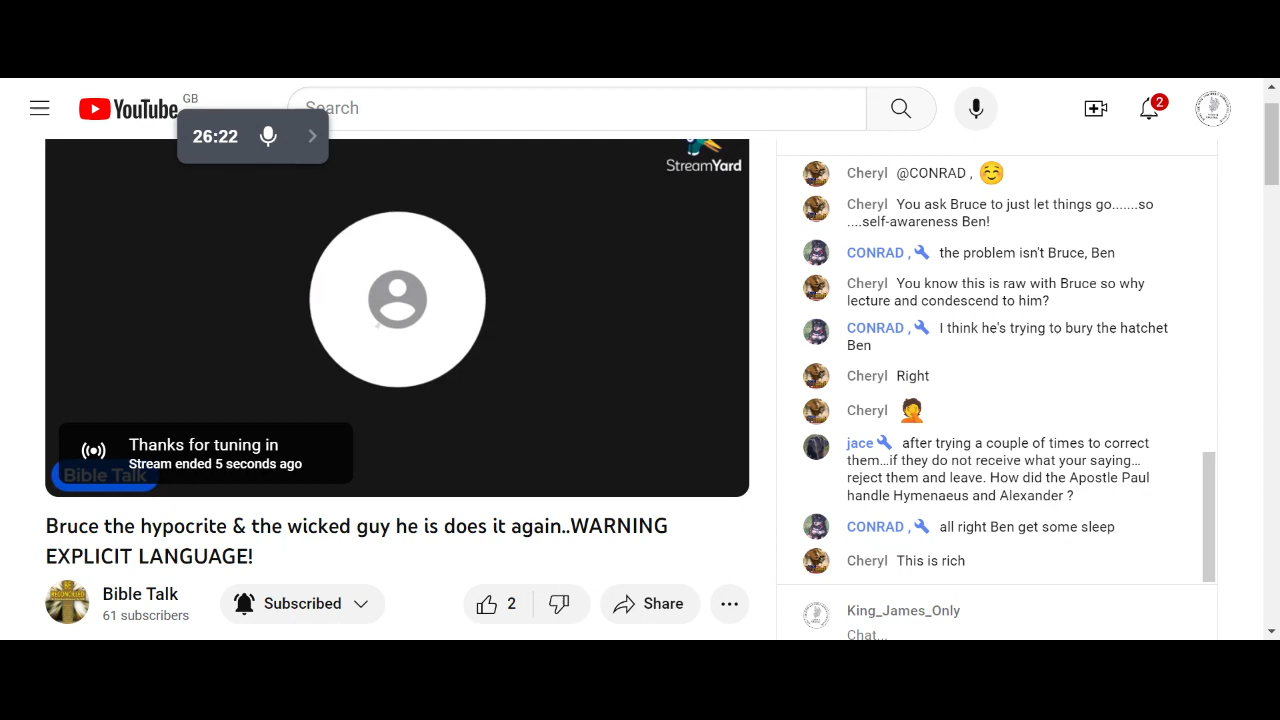 GB
YouTube
Search
2
26:22
StreamYard
Thanks for tuning in
Stream ended 5 seconds ago
Bible Talk
Bruce the hypocrite & the wicked guy he is does it again..WARNING
EXPLICIT LANGUAGE!
RECONCILED
Bible Talk
61 subscribers
Subscribed
2
Share
Cheryl @CONRAD ,
Cheryl You ask Bruce to just let things go.......so
....self-awareness Ben!
CONRAD , the problem isn't Bruce, Ben
Cheryl You know this is raw with Bruce so why
lecture and condescend to him?
CONRAD , I think he's trying to bury the hatchet
Ben
Cheryl Right
Cheryl
jace after trying a couple of times to correct
them…if they do not receive what your saying…
reject them and leave. How did the Apostle Paul
handle Hymenaeus and Alexander ?
CONRAD , all right Ben get some sleep
Cheryl This is rich
King_James_Only
Chat...